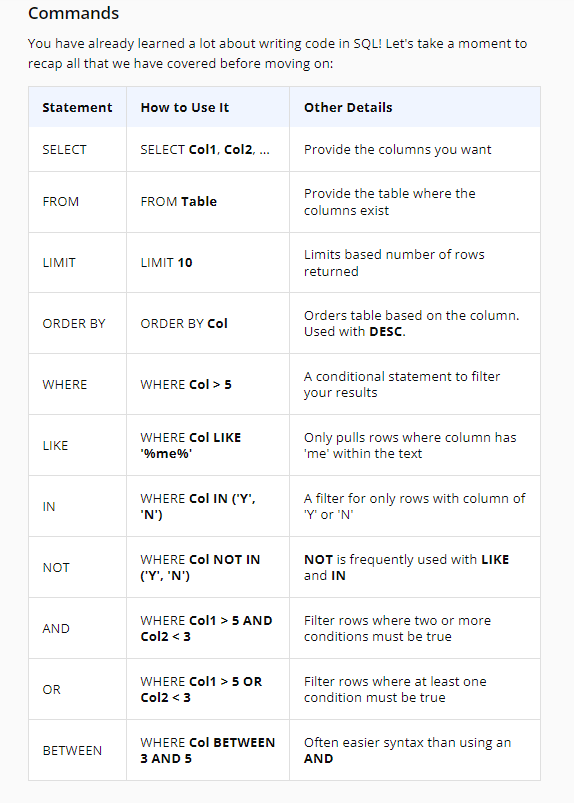 Commands
You have already learned a lot about writing code in SQL! Let's take a moment to
recap all that we have covered before moving on:
Statement How to Use It Other Details
SELECT SELECT Col1, Col2, ... Provide the columns you want
FROM FROM Table Provide the table where the
columns exist
LIMIT LIMIT 10 Limits based number of rows
returned
ORDER BY ORDER BY Col Orders table based on the column.
Used with DESC.
WHERE WHERE Col > 5 A conditional statement to filter
your results
LIKE WHERE Col LIKE Only pulls rows where column has
'%me%' 'me' within the text
IN WHERE Col IN ('Y', A filter for only rows with column of
'N') 'Y' or 'N'
NOT WHERE Col NOT IN NOT is frequently used with LIKE
('Y', 'N') and IN
AND WHERE Col1 > 5 AND Filter rows where two or more
Col2 < 3 conditions must be true
OR WHERE Col1 > 5 OR Filter rows where at least one
Col2 < 3 condition must be true
BETWEEN WHERE Col BETWEEN Often easier syntax than using an
3 AND 5 AND